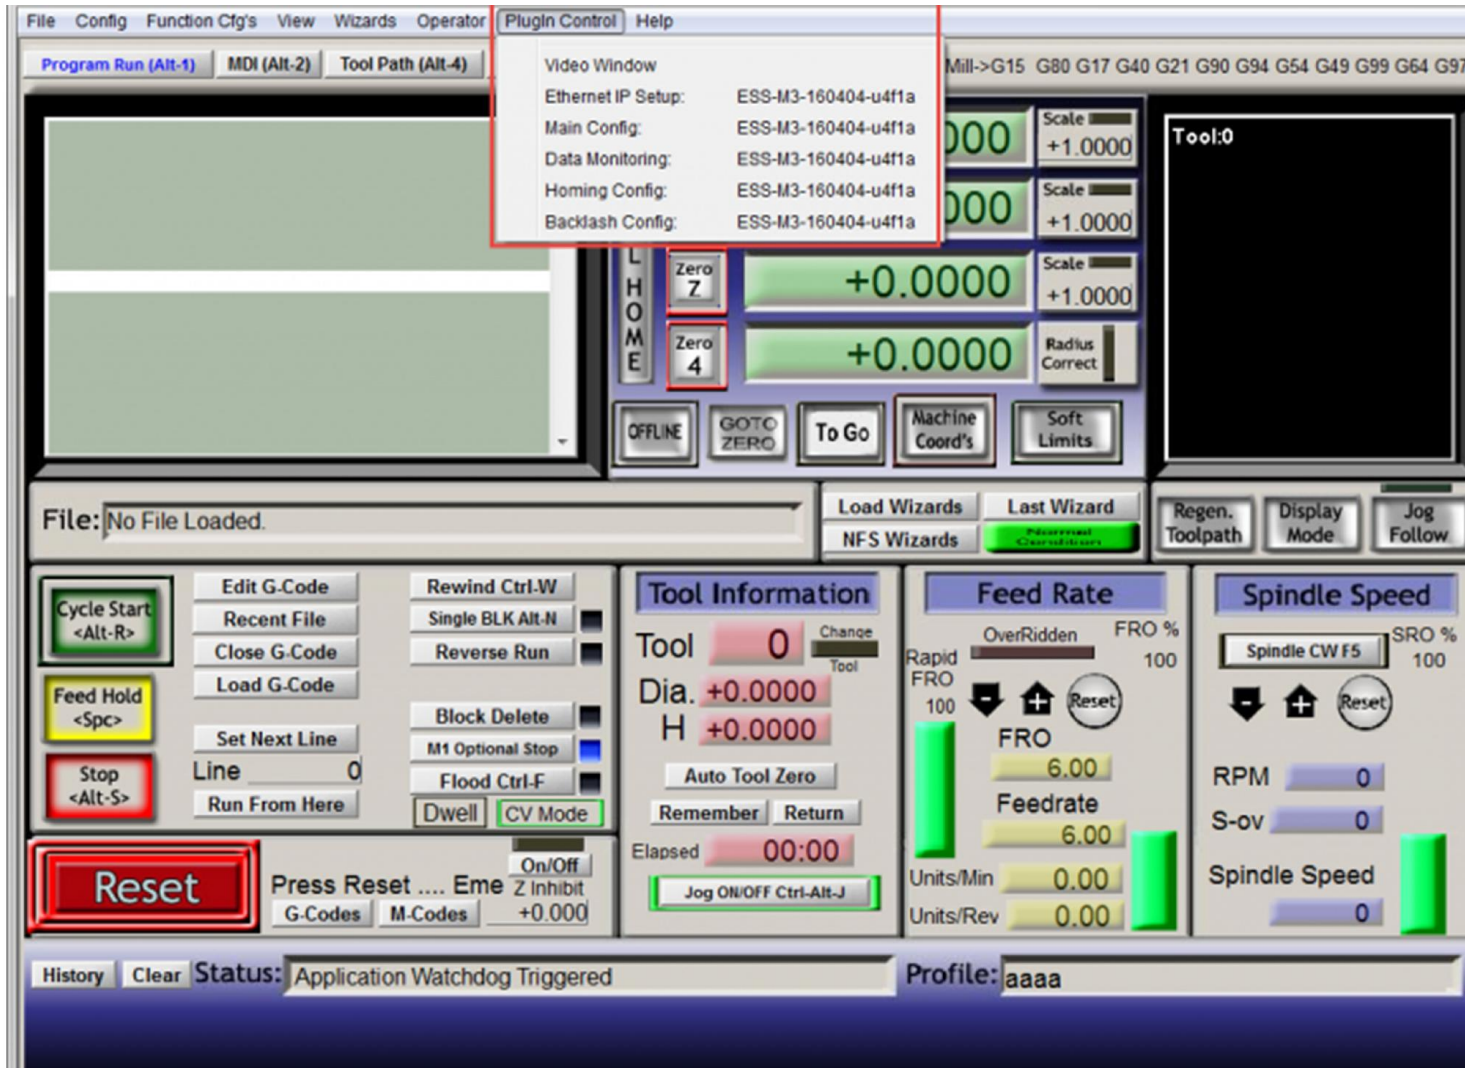 File Config Function Cfg's View Wizards Operator PlugIn Control Help
Program Run (Alt-1) MDI (Alt-2) Tool Path (Alt-4) Mill->G15 G80 G17 G40 G21 G90 G94 G54 G49 G99 G64 G97
Video Window
Ethernet IP Setup: ESS-M3-160404-u4f1a
Main Config: ESS-M3-160404-u4f1a
Data Monitoring: ESS-M3-160404-u4f1a
Homing Config: ESS-M3-160404-u4f1a
Backlash Config: ESS-M3-160404-u4f1a
000 Scale +1.0000
000 Scale +1.0000
L HOME
Zero Z +0.0000 Scale +1.0000
Zero 4 +0.0000 Radius Correct
Tool:0
OFFLINE GOTO ZERO To Go Machine Coord's Soft Limits
File: No File Loaded.
Load Wizards Last Wizard
NFS Wizards Normal Condition
Regen. Toolpath Display Mode Jog Follow
Cycle Start <Alt-R>
Feed Hold <Spc>
Stop <Alt-S>
Edit G-Code
Recent File
Close G-Code
Load G-Code
Set Next Line
Line 0
Run From Here
Rewind Ctrl-W
Single BLK Alt-N
Reverse Run
Block Delete
M1 Optional Stop
Flood Ctrl-F
Dwell CV Mode
Reset
Press Reset .... Eme
G-Codes M-Codes
On/Off
Z Inhibit
+0.000
Tool Information
Tool 0 Change Tool
Dia. +0.0000
H +0.0000
Auto Tool Zero
Remember Return
Elapsed 00:00
Jog ON/OFF Ctrl-Alt-J
Feed Rate
OverRidden FRO %
100
Rapid FRO
100
Reset
FRO
6.00
Feedrate
6.00
Units/Min 0.00
Units/Rev 0.00
Spindle Speed
Spindle CW F5 SRO %
100
Reset
RPM 0
S-ov 0
Spindle Speed
0
History Clear Status: Application Watchdog Triggered Profile: aaaa